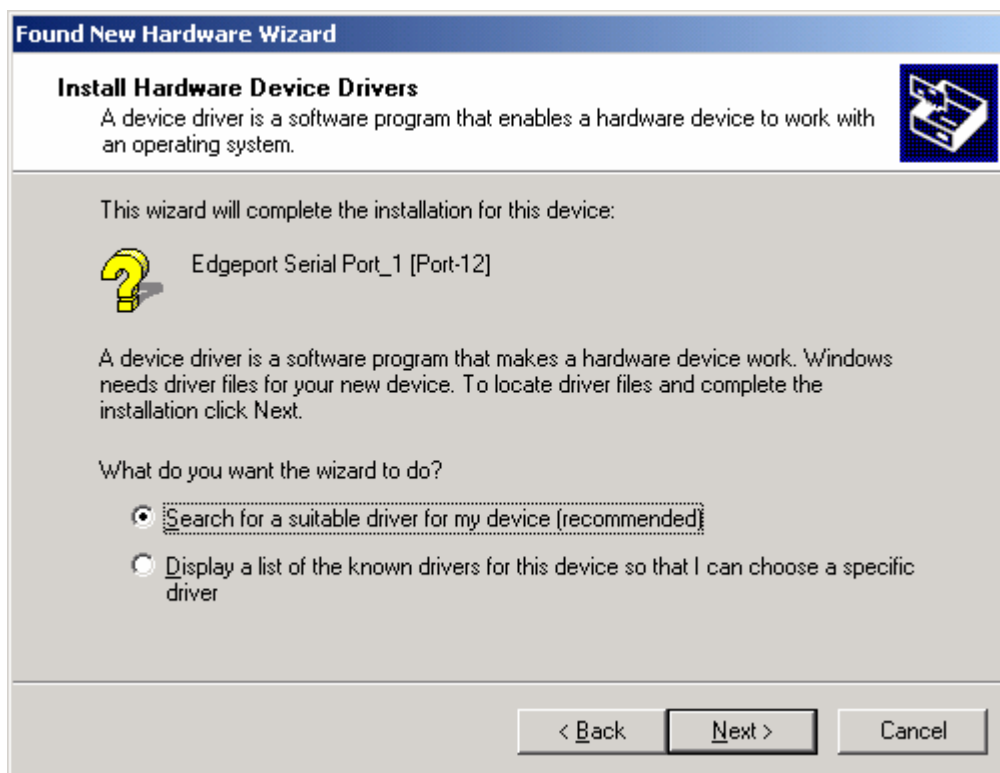 Found New Hardware Wizard
Install Hardware Device Drivers
A device driver is a software program that enables a hardware device to work with
an operating system.
This wizard will complete the installation for this device:
Edgeport Serial Port_1 [Port-12]
A device driver is a software program that makes a hardware device work. Windows
needs driver files for your new device. To locate driver files and complete the
installation click Next.
What do you want the wizard to do?
Search for a suitable driver for my device (recommended)
Display a list of the known drivers for this device so that I can choose a specific
driver
< Back Next > Cancel